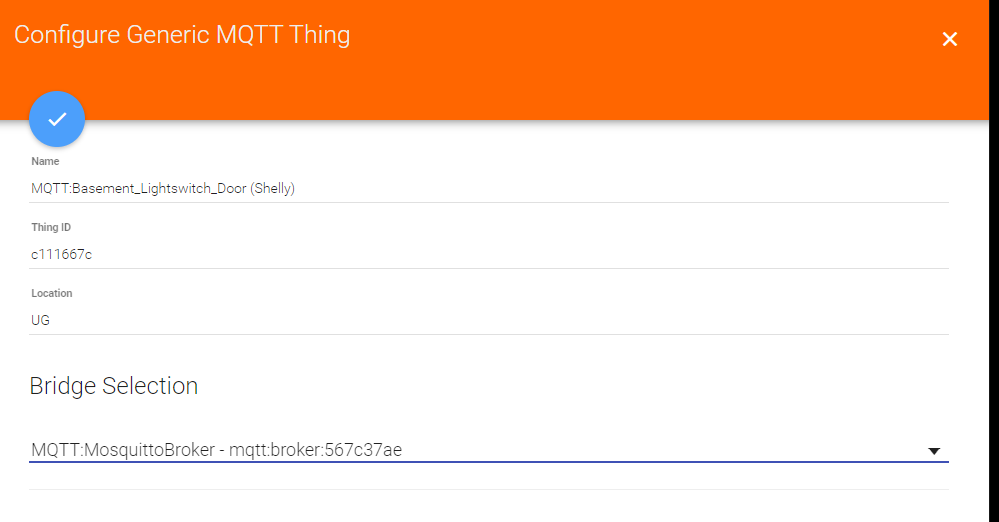 Configure Generic MQTT Thing
Name
MQTT:Basement_Lightswitch_Door (Shelly)
Thing ID
c111667c
Location
UG
Bridge Selection
MQTT:MosquittoBroker - mqtt:broker:567c37ae